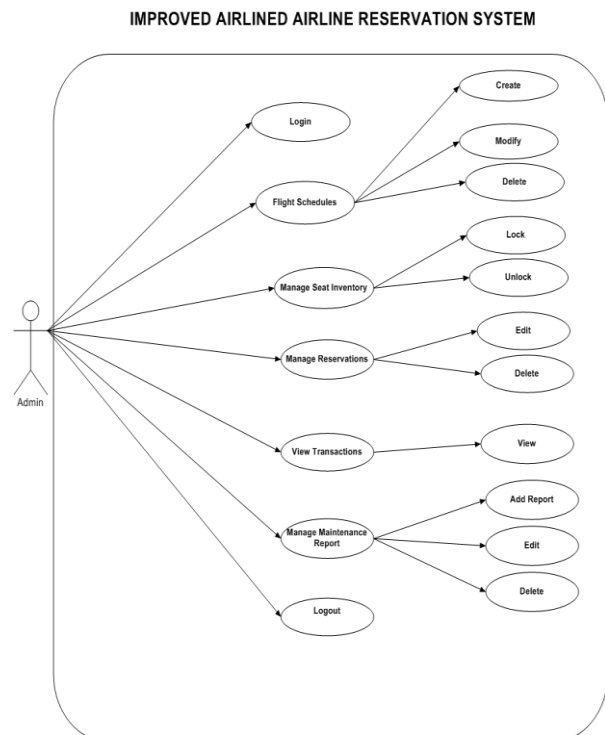 IMPROVED AIRLINED AIRLINE RESERVATION SYSTEM
Create
Login
Modify
Delete
Flight Schedules
Lock
Unlock
Manage Seat Inventory
Edit
Manage Reservations
Delete
Admin
View
View Transactions
Add Report
Manage Maintenance
Report
Edit
Delete
Logout